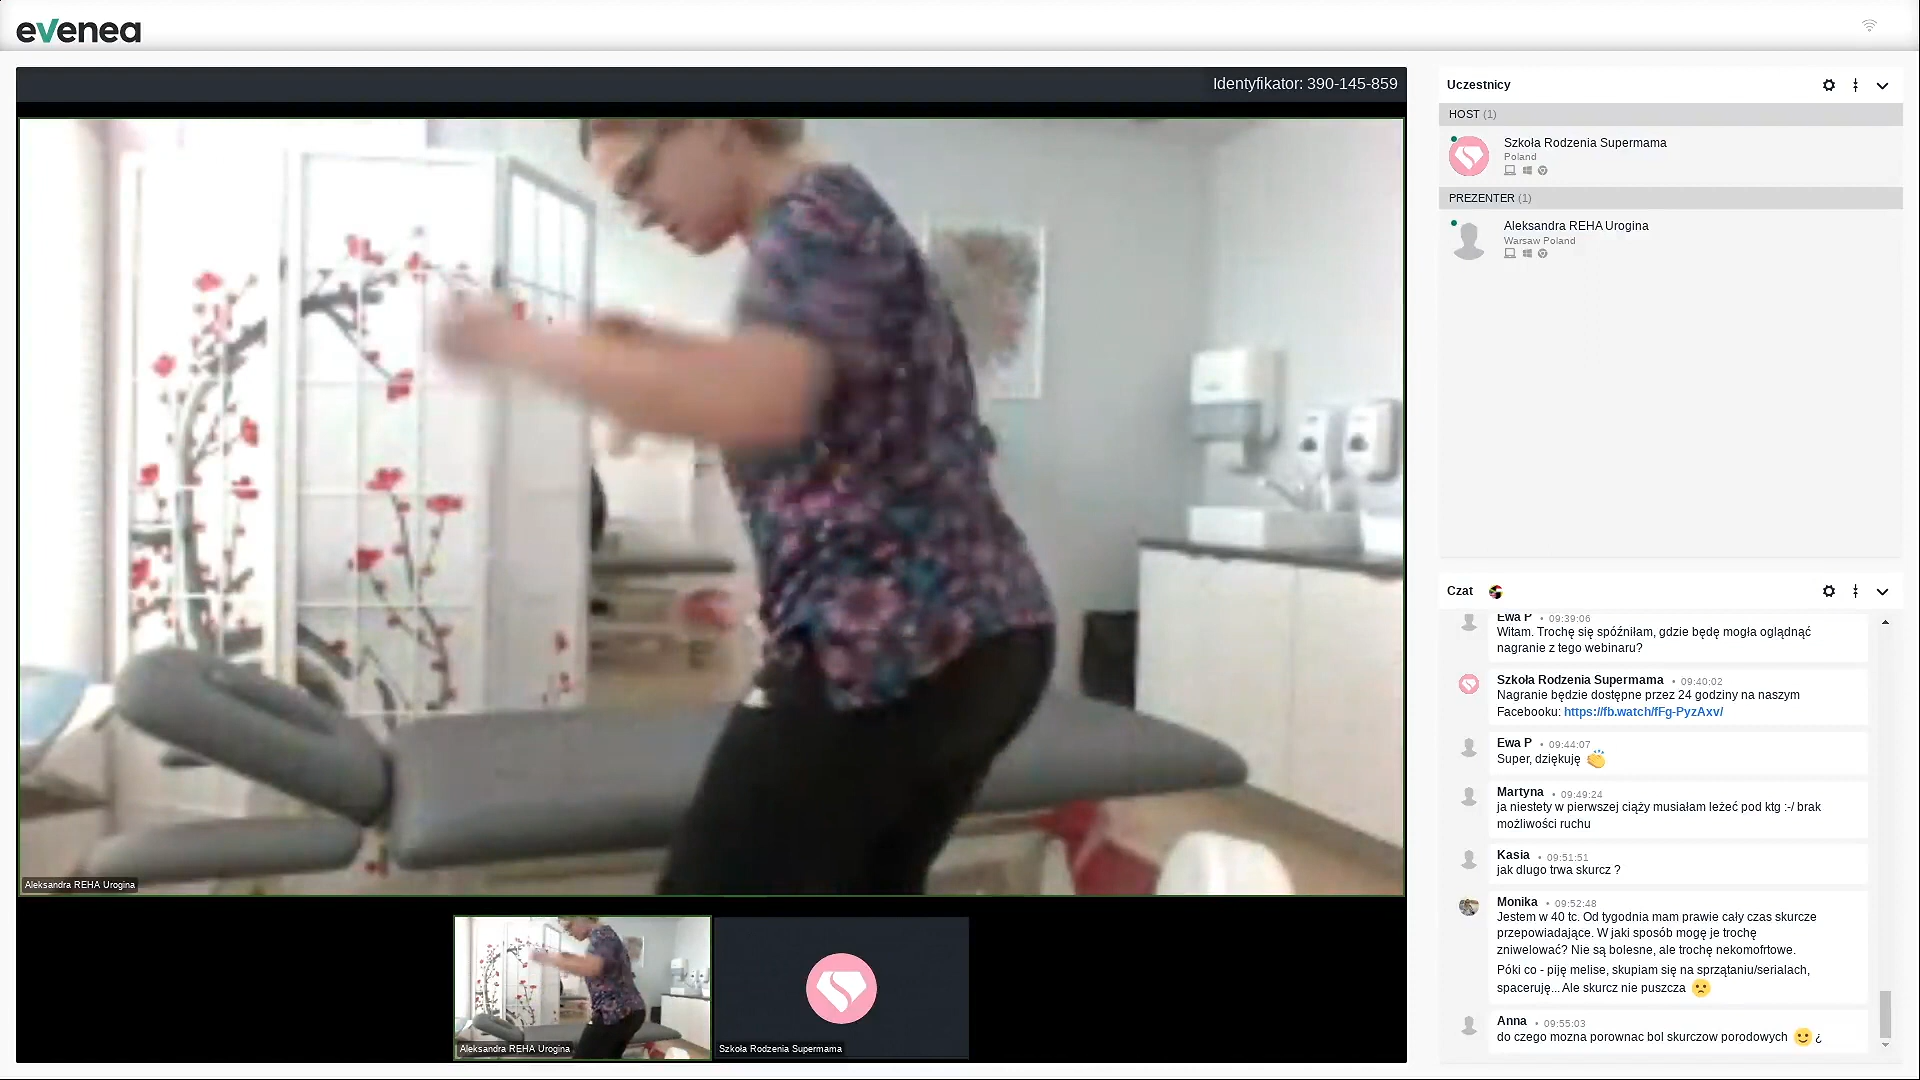 evenea
Identyfikator: 390-145-859
Aleksandra REHA Urogina
Aleksandra REHA Urogina
Szkoła Rodzenia Supermama
Uczestnicy
HOST (1)
Szkoła Rodzenia Supermama
Poland
PREZENTER (1)
Aleksandra REHA Urogina
Warsaw Poland
Czat
Ewa P • 09:39:06
Witam. Trochę się spóźniłam, gdzie będę mogła oglądnąć
nagranie z tego webinaru?
Szkoła Rodzenia Supermama • 09:40:02
Nagranie będzie dostępne przez 24 godziny na naszym
Facebooku: https://fb.watch/fFg-PyzAxv/
Ewa P • 09:44:07
Super, dziękuję 👏
Martyna • 09:49:24
ja niestety w pierwszej ciąży musiałam leżeć pod ktg :-/ brak
możliwości ruchu
Kasia • 09:51:51
jak dlugo trwa skurcz ?
Monika • 09:52:48
Jestem w 40 tc. Od tygodnia mam prawie cały czas skurcze
przepowiadające. W jaki sposób mogę je trochę
zniwelować? Nie są bolesne, ale trochę nekomofrtowe.
Póki co - piję melise, skupiam się na sprzątaniu/serialach,
spaceruję... Ale skurcz nie puszcza 🙁
Anna • 09:55:03
do czego mozna porownac bol skurczow porodowych 🙂 ¿